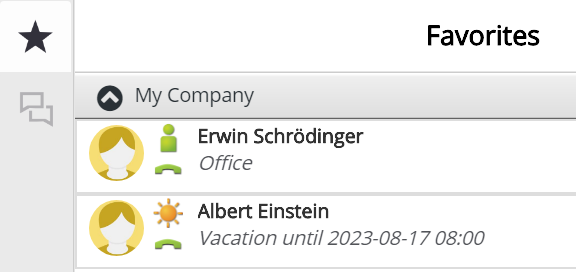 Favorites
My Company
Erwin Schrödinger
Office
Albert Einstein
Vacation until 2023-08-17 08:00